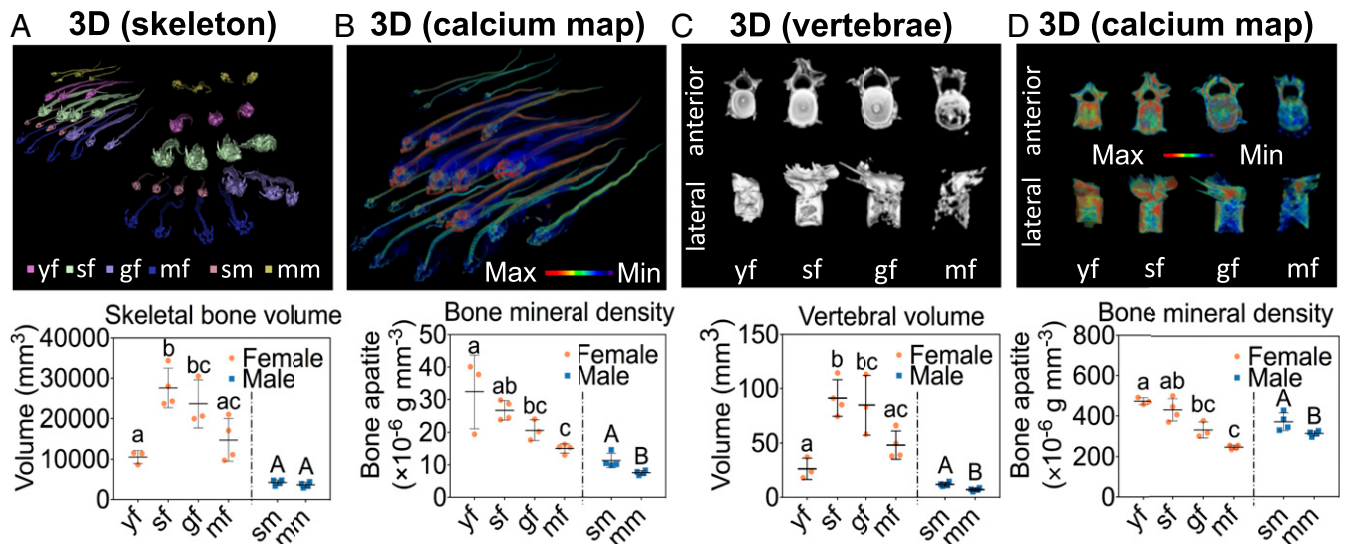 A 3D (skeleton)
yf sf gf mf sm mm
Skeletal bone volume
Volume (mm³)
40000
30000
20000
10000
0
a
b
bc
ac
A
A
Female
Male
yf sf gf mf sm mm
B 3D (calcium map)
Max Min
Bone mineral density
Bone apatite
(×10⁻⁶ g mm⁻³)
50
40
30
20
10
0
a
ab
bc
c
A
B
Female
Male
yf sf gf mf sm mm
C 3D (vertebrae)
anterior
lateral
yf sf gf mf
Vertebral volume
Volume (mm³)
150
100
50
0
a
b
bc
ac
A
B
Female
Male
yf sf gf mf sm mm
D 3D (calcium map)
anterior
Max Min
lateral
yf sf gf mf
Bone mineral density
Bone apatite
(×10⁻⁶ g mm⁻³)
800
600
400
200
0
a
ab
bc
c
A
B
Female
Male
yf sf gf mf sm mm